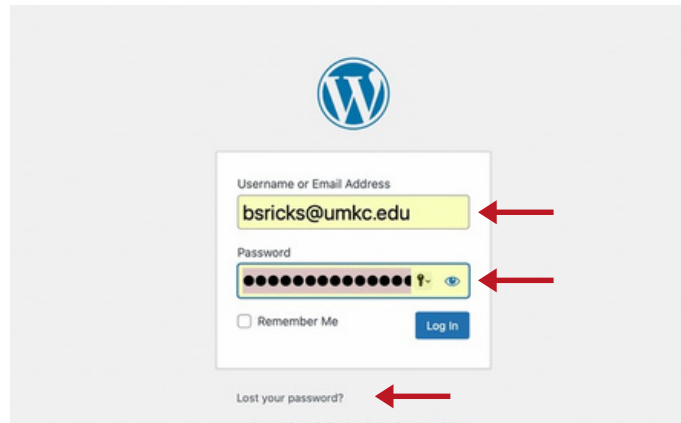 Username or Email Address
bsricks@umkc.edu
Password
Remember Me
Log In
Lost your password?